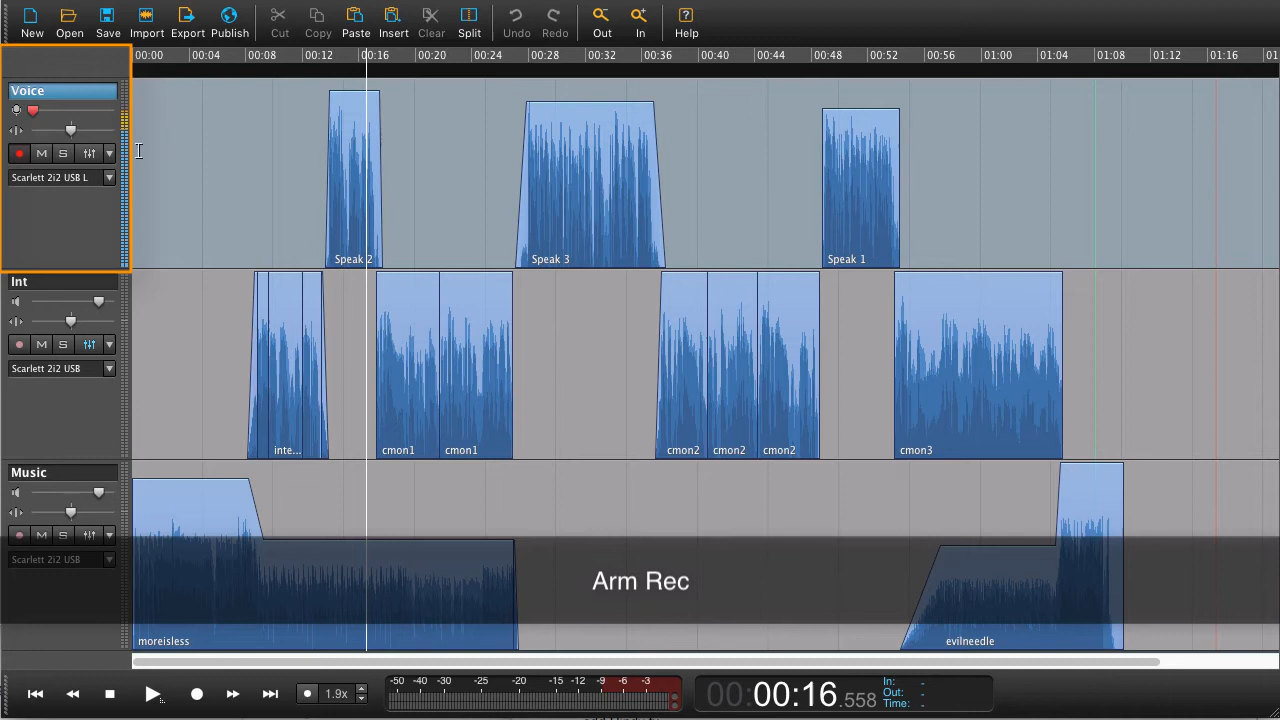 New Open Save Import Export Publish Cut Copy Paste Insert Clear Split Undo Redo Out In Help
00:00 00:04 00:08 00:12 00:16 00:20 00:24 00:28 00:32 00:36 00:40 00:44 00:48 00:52 00:56 01:00 01:04 01:08 01:12 01:16 01
Voice
M S
Scarlett 2i2 USB L
Speak 2 Speak 3 Speak 1
Int
M S
Scarlett 2i2 USB
inte... cmon1 cmon1 cmon2 cmon2 cmon2 cmon3
Music
M S
Scarlett 2i2 USB
Arm Rec
moreisless evilneedle
1.9x
-50 -40 -30 -25 -20 -15 -12 -9 -6 -3
00:00:16.558
In: -
Out: -
Time: -